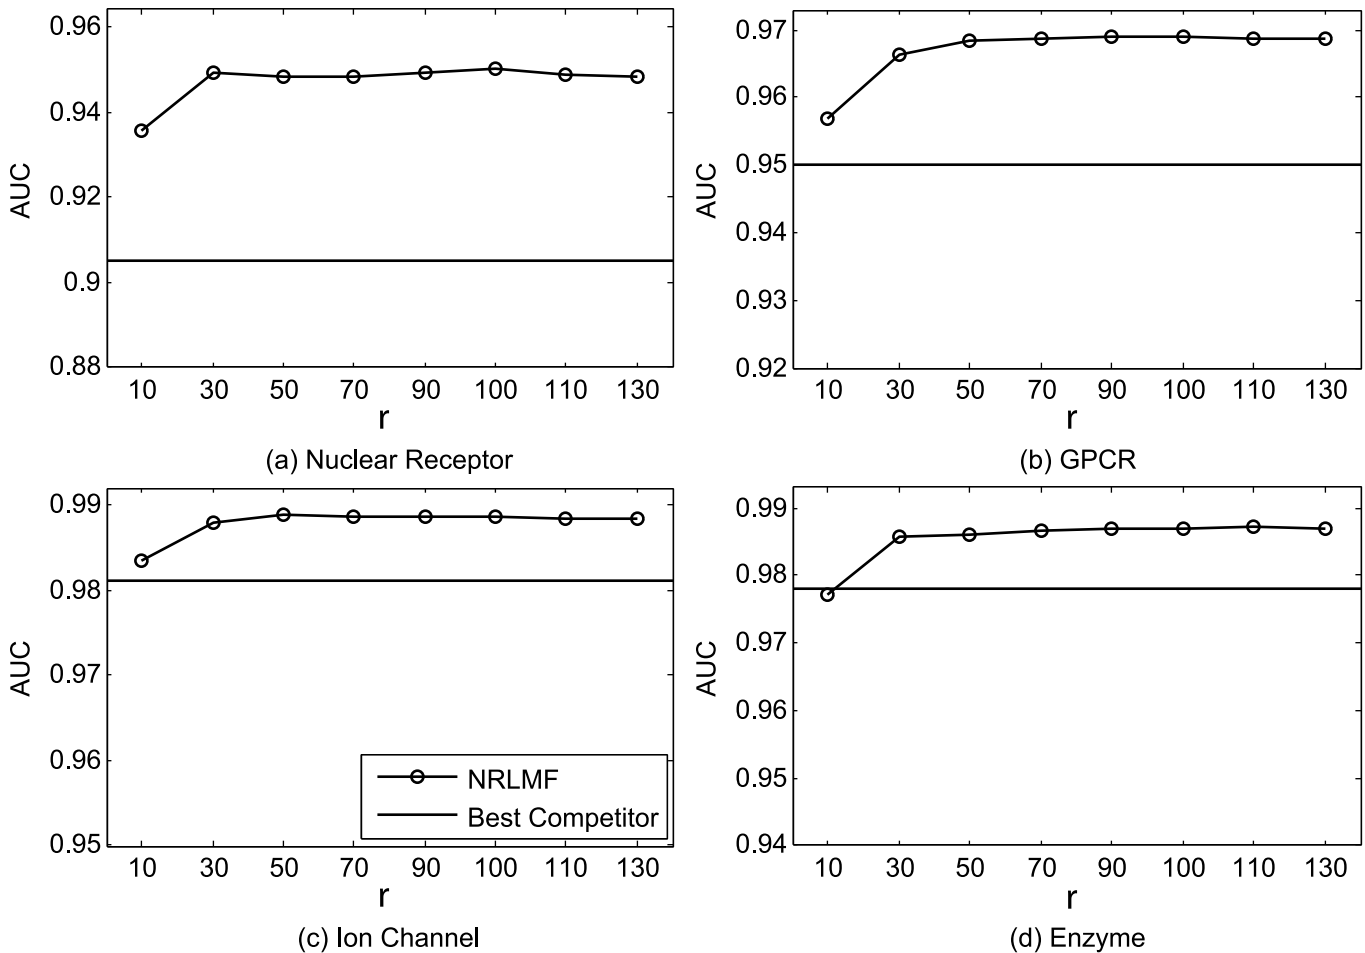 0.96
0.94
0.92
0.9
0.88
AUC
10 30 50 70 90 100 110 130
r
(a) Nuclear Receptor
0.97
0.96
0.95
0.94
0.93
0.92
AUC
10 30 50 70 90 100 110 130
r
(b) GPCR
0.99
0.98
0.97
0.96
0.95
AUC
NRLMF
Best Competitor
10 30 50 70 90 100 110 130
r
(c) Ion Channel
0.99
0.98
0.97
0.96
0.95
0.94
AUC
10 30 50 70 90 100 110 130
r
(d) Enzyme